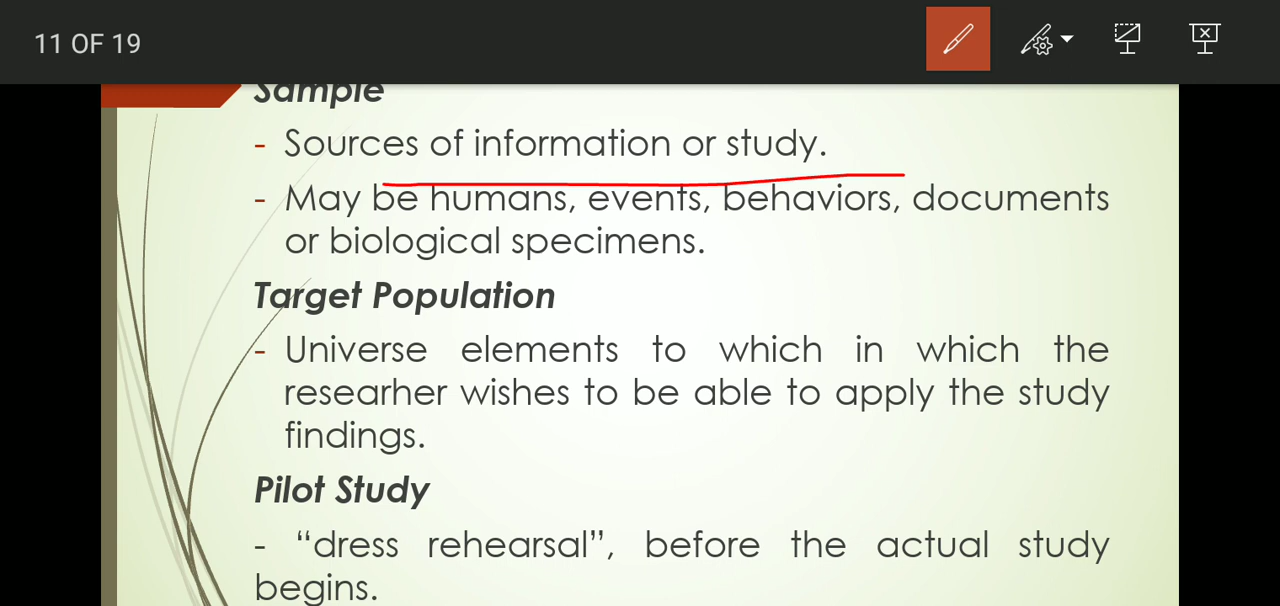 11 OF 19
Sample
- Sources of information or study.
- May be humans, events, behaviors, documents
or biological specimens.
Target Population
- Universe elements to which in which the
researher wishes to be able to apply the study
findings.
Pilot Study
- “dress rehearsal”, before the actual study
begins.